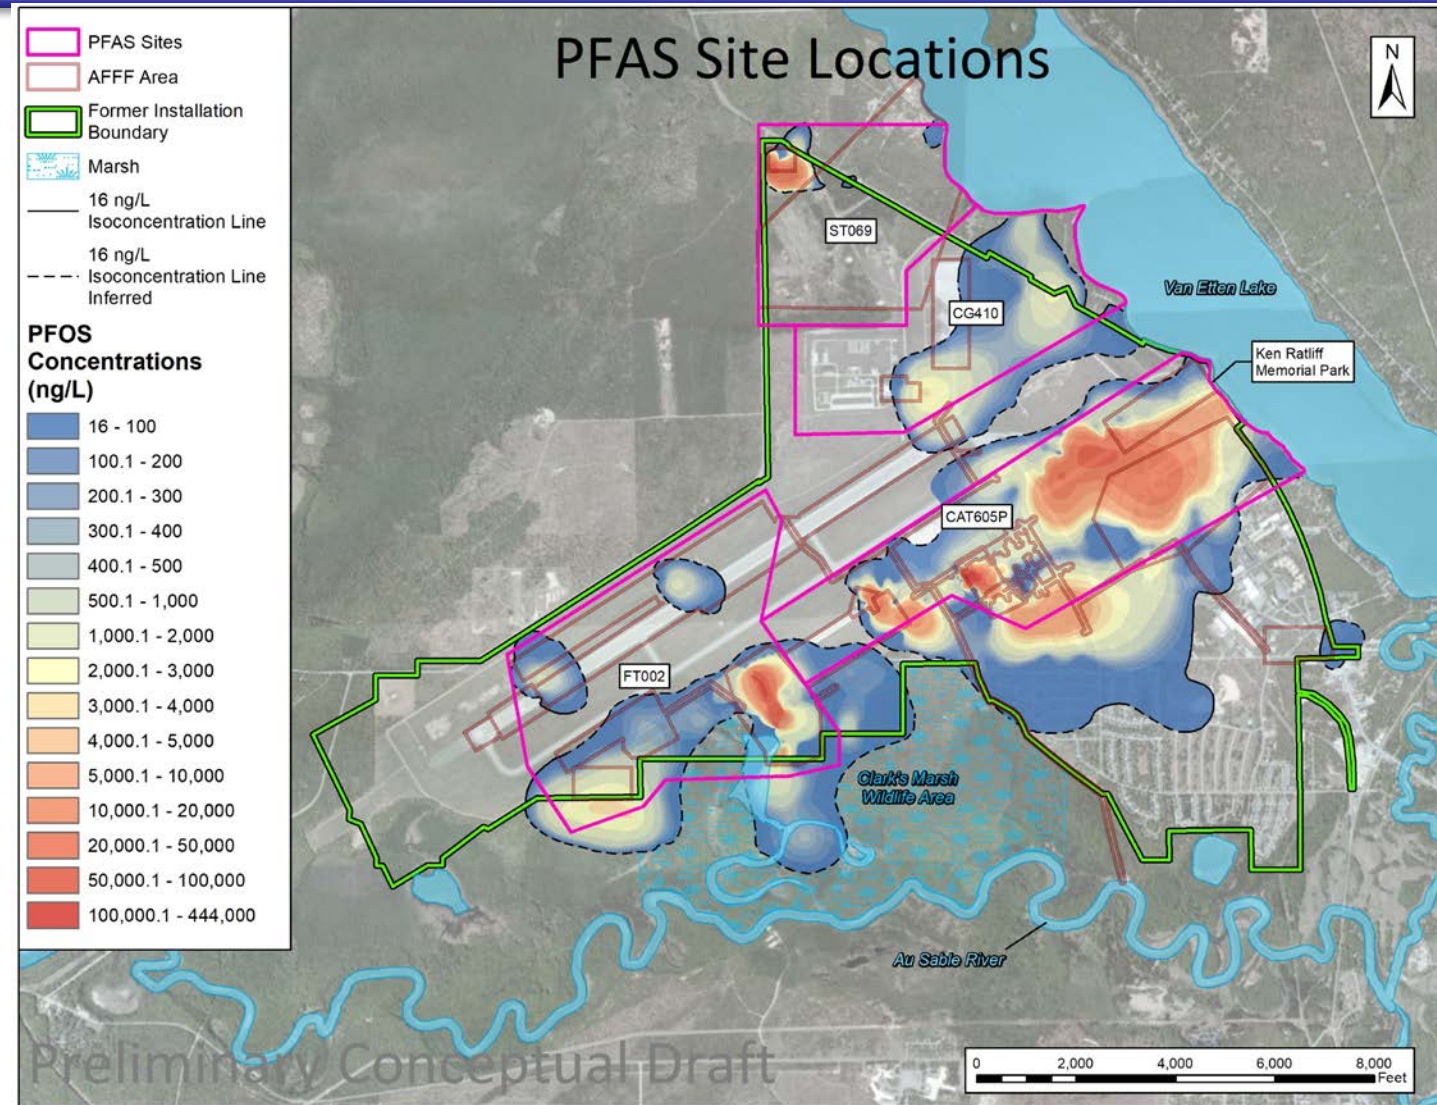 PFAS Site Locations
PFAS Sites
AFFF Area
Former Installation
Boundary
Marsh
16 ng/L
Isoconcentration Line
16 ng/L
Isoconcentration Line
Inferred
PFOS
Concentrations
(ng/L)
16 - 100
100.1 - 200
200.1 - 300
300.1 - 400
400.1 - 500
500.1 - 1,000
1,000.1 - 2,000
2,000.1 - 3,000
3,000.1 - 4,000
4,000.1 - 5,000
5,000.1 - 10,000
10,000.1 - 20,000
20,000.1 - 50,000
50,000.1 - 100,000
100,000.1 - 444,000
N
ST069
Van Etten Lake
CG410
Ken Ratliff
Memorial Park
CAT605P
FT002
Clark's Marsh
Wildlife Area
Au Sable River
Preliminary Conceptual Draft
0 2,000 4,000 6,000 8,000
Feet